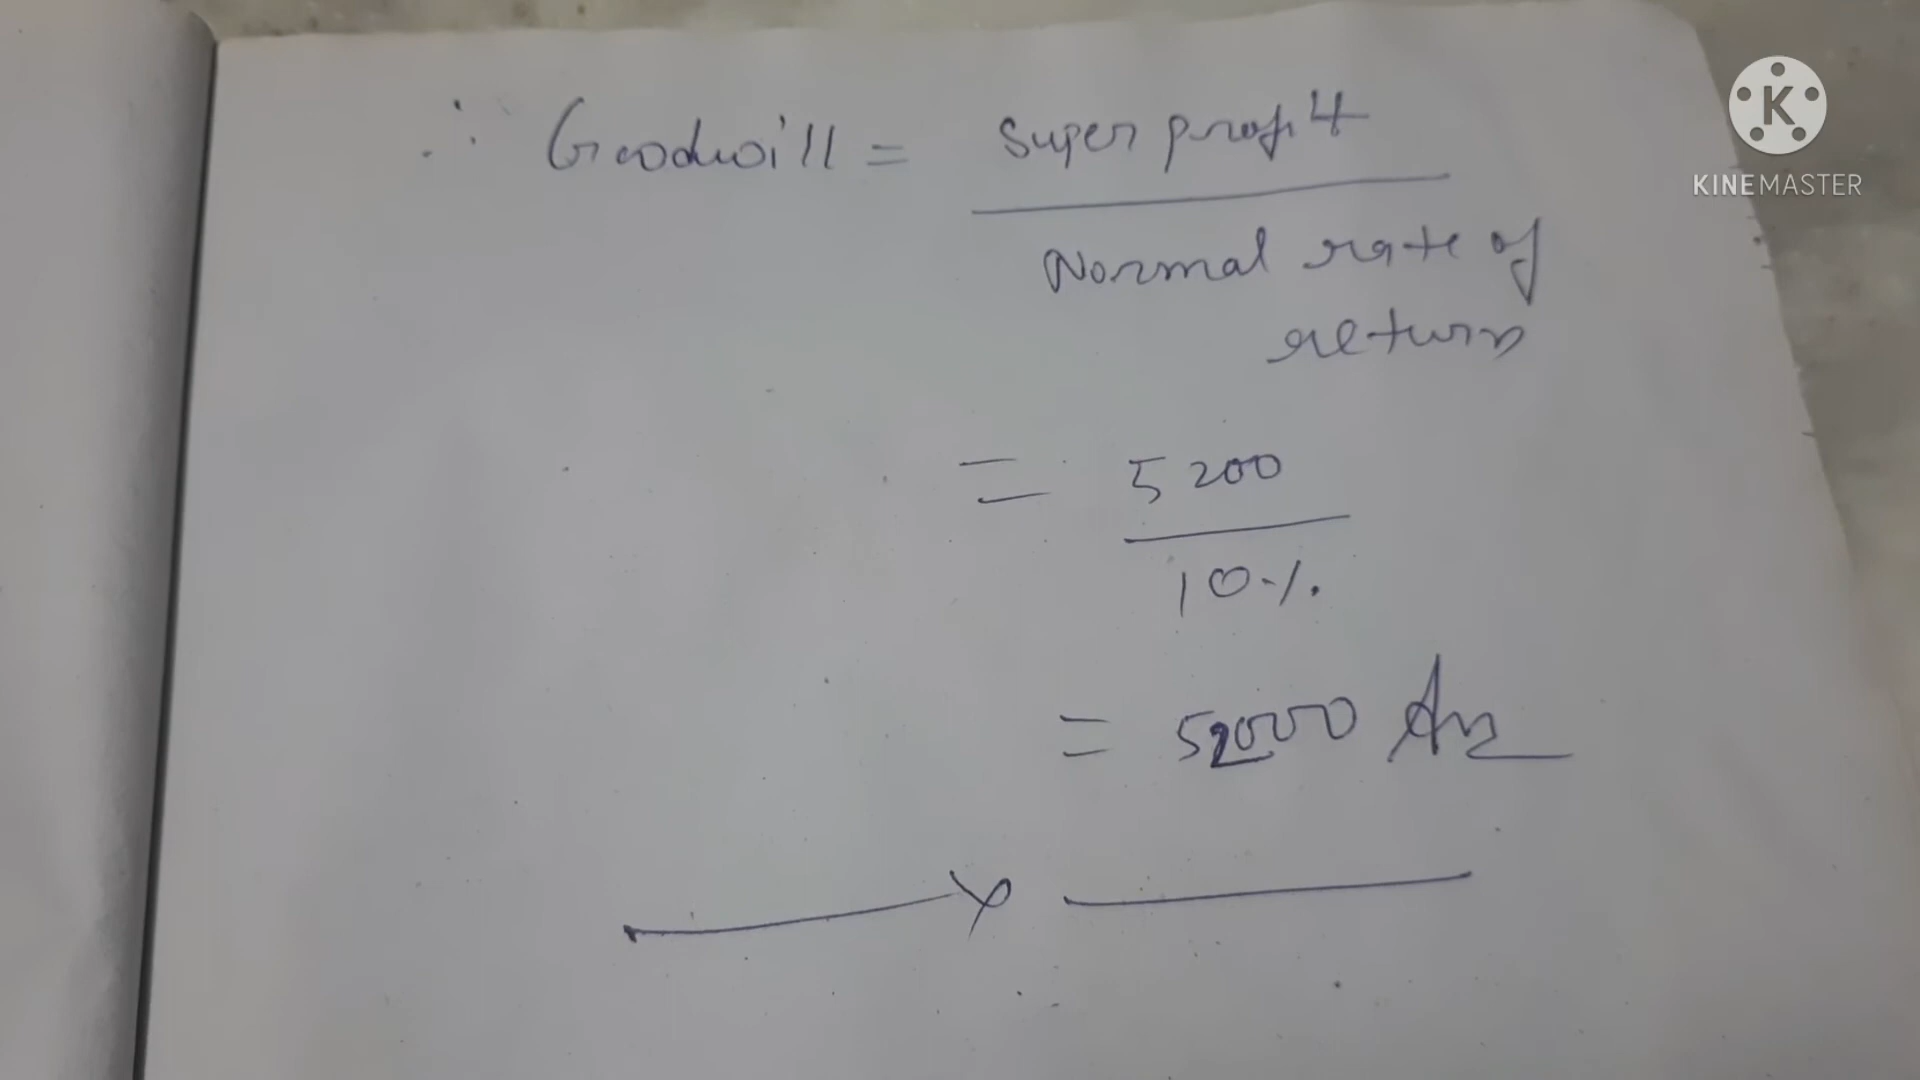 ∴ Goodwill = Super profit
Normal rate of
return
= 5200
10%
= 52000 Ans
K
KINEMASTER